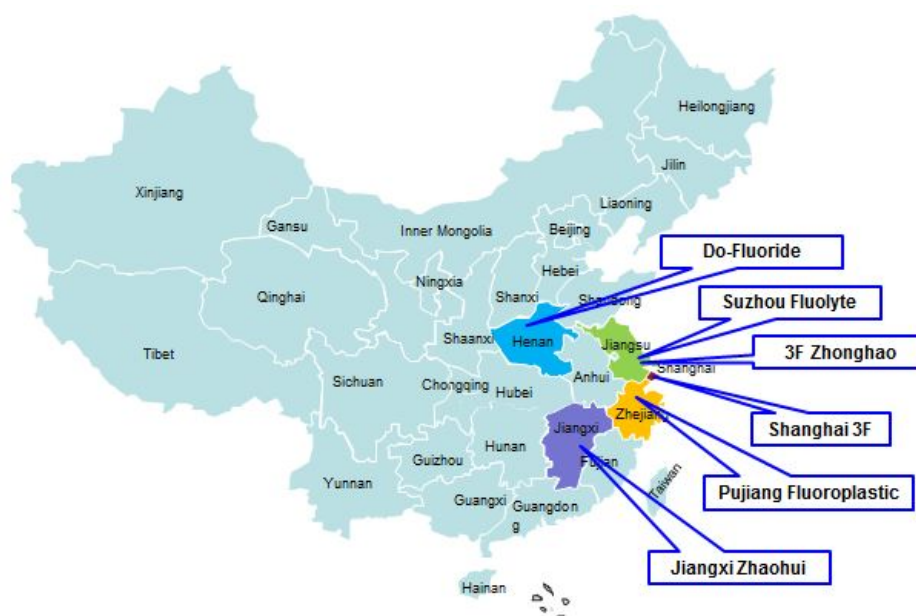 Heilongjiang
Jilin
Xinjiang
Liaoning
Gansu
Inner Mongolia
Beijing
Do-Fluoride
Hebei
Ningxia
Qinghai
Shanxi
Shandong
Suzhou Fluolyte
Shaanxi
Henan
Jiangsu
3F Zhonghao
Tibet
Shanghai
Anhui
Sichuan
Chongqing
Hubei
Zhejiang
Jiangxi
Shanghai 3F
Hunan
Guizhou
Fujian
Yunnan
Taiwan
Pujiang Fluoroplastic
Guangxi
Guangdon
g
Jiangxi Zhaohui
Hainan